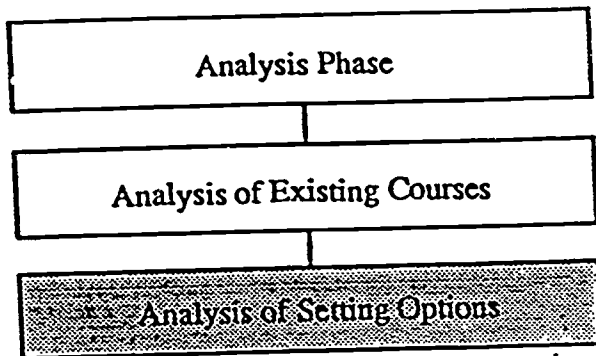 Analysis Phase
Analysis of Existing Courses
Analysis of Setting Options